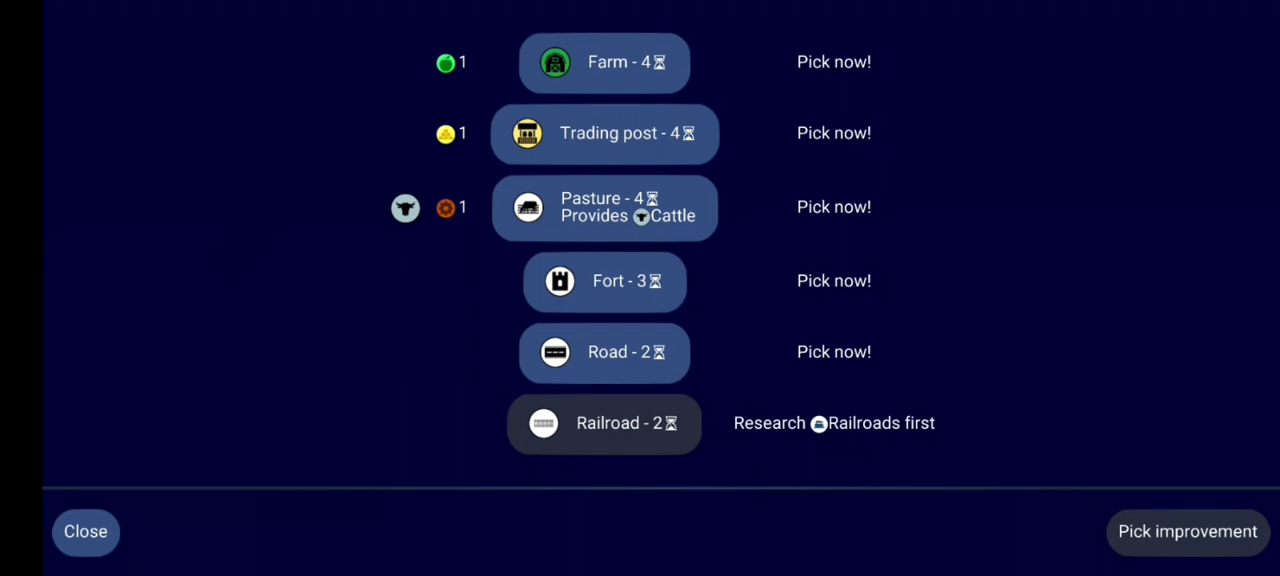 1 Farm - 4⏳ Pick now!
1 Trading post - 4⏳ Pick now!
1 Pasture - 4⏳
Provides Cattle Pick now!
Fort - 3⏳ Pick now!
Road - 2⏳ Pick now!
Railroad - 2⏳ Research Railroads first
Close Pick improvement